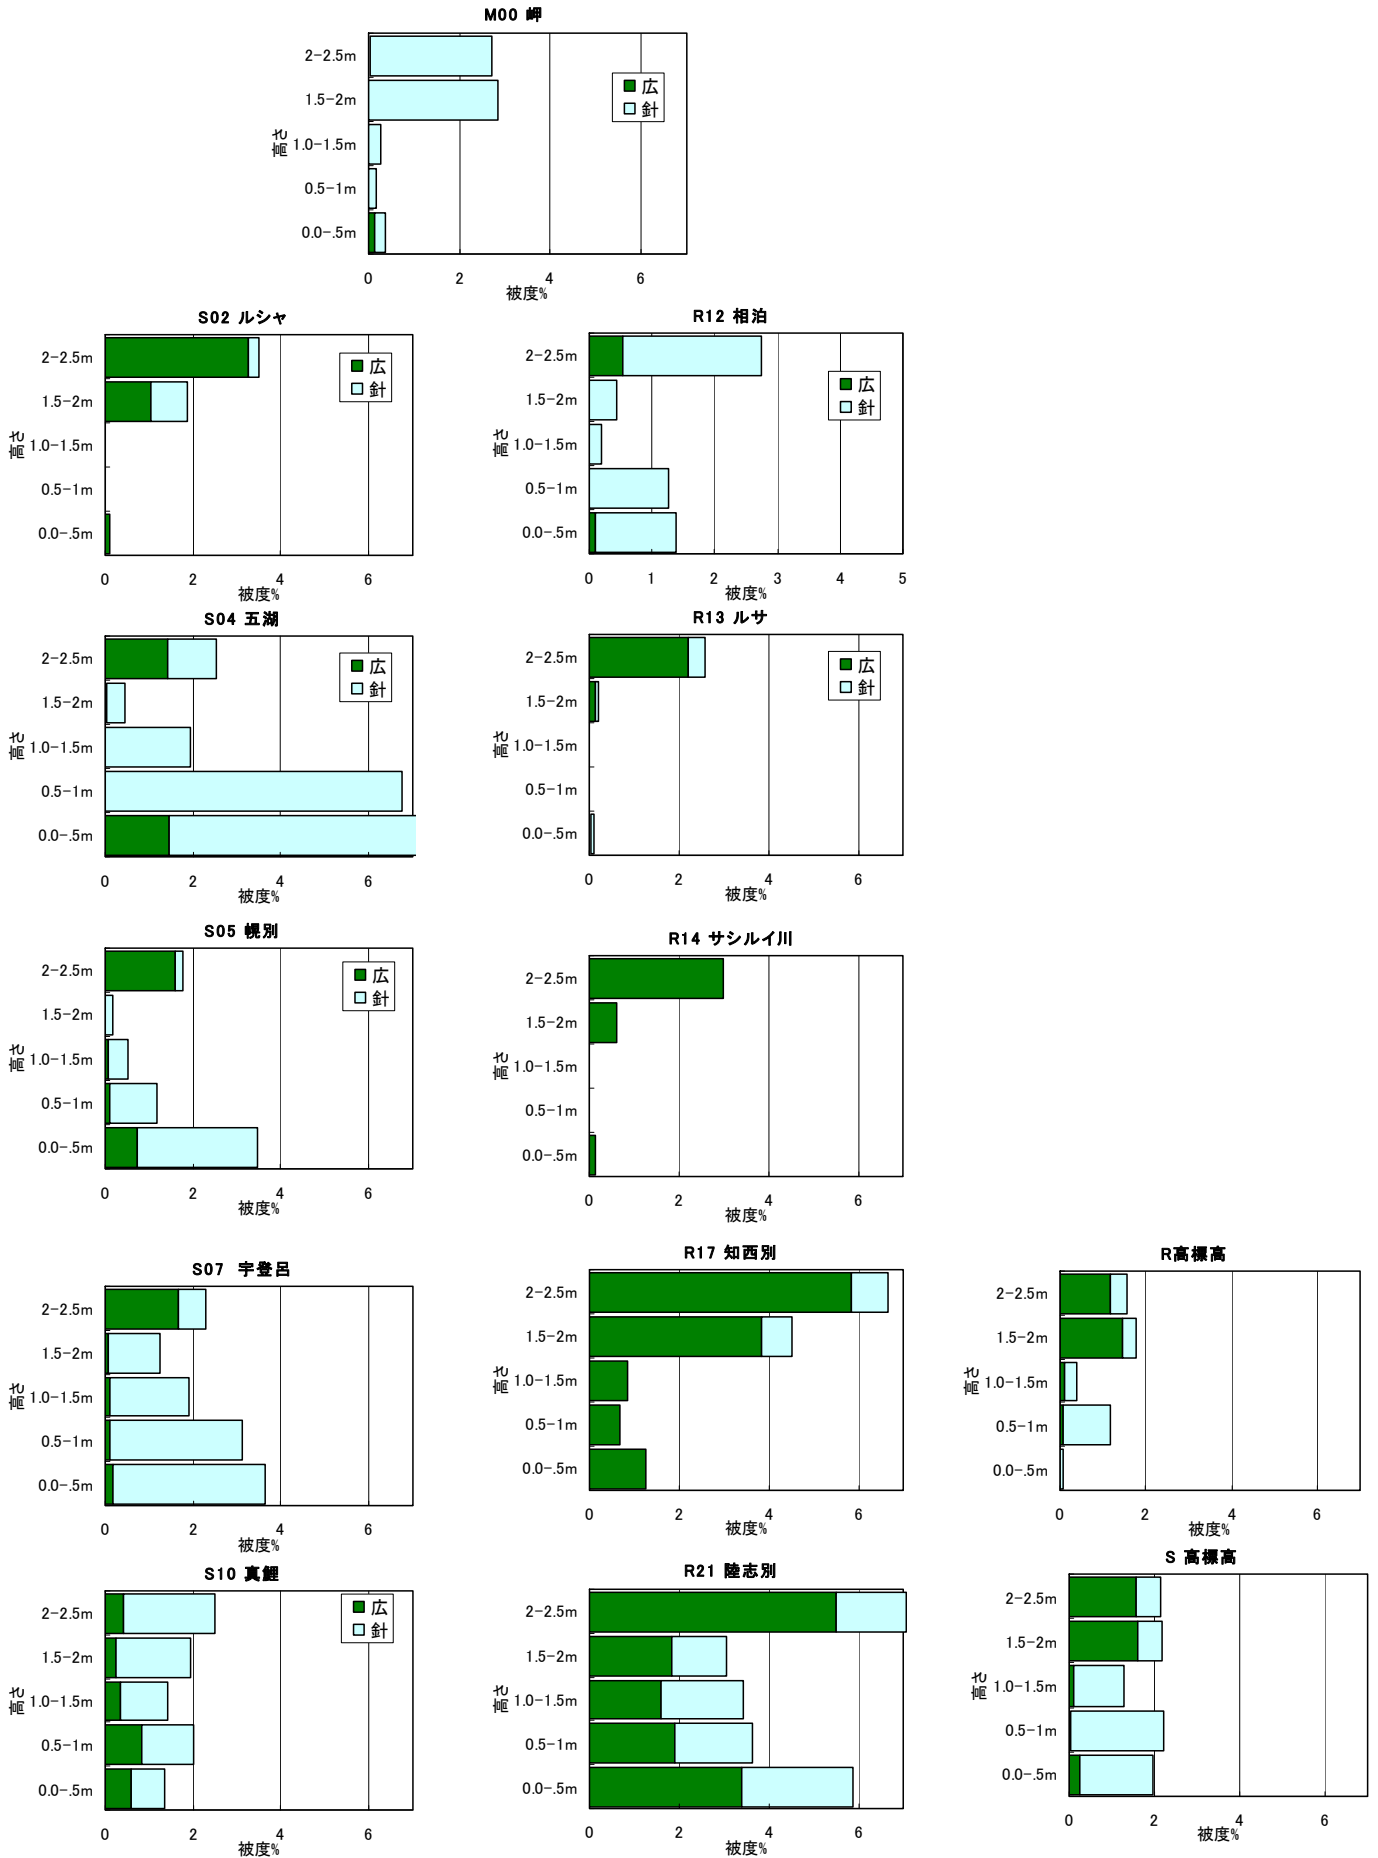 M00 岬
2-2.5m
1.5-2m
1.0-1.5m
0.5-1m
0.0-.5m
高さ
広
針
0 2 4 6
被度%
S02 ルシャ
2-2.5m
1.5-2m
1.0-1.5m
0.5-1m
0.0-.5m
高さ
広
針
0 2 4 6
被度%
R12 相泊
2-2.5m
1.5-2m
1.0-1.5m
0.5-1m
0.0-.5m
高さ
広
針
0 1 2 3 4 5
被度%
S04 五湖
2-2.5m
1.5-2m
1.0-1.5m
0.5-1m
0.0-.5m
高さ
広
針
0 2 4 6
被度%
R13 ルサ
2-2.5m
1.5-2m
1.0-1.5m
0.5-1m
0.0-.5m
高さ
広
針
0 2 4 6
被度%
S05 幌別
2-2.5m
1.5-2m
1.0-1.5m
0.5-1m
0.0-.5m
高さ
広
針
0 2 4 6
被度%
R14 サシルイ川
2-2.5m
1.5-2m
1.0-1.5m
0.5-1m
0.0-.5m
高さ
0 2 4 6
被度%
S07 宇登呂
2-2.5m
1.5-2m
1.0-1.5m
0.5-1m
0.0-.5m
高さ
0 2 4 6
被度%
R17 知西別
2-2.5m
1.5-2m
1.0-1.5m
0.5-1m
0.0-.5m
高さ
0 2 4 6
被度%
R高標高
2-2.5m
1.5-2m
1.0-1.5m
0.5-1m
0.0-.5m
高さ
0 2 4 6
被度%
S10 真鯉
2-2.5m
1.5-2m
1.0-1.5m
0.5-1m
0.0-.5m
高さ
広
針
0 2 4 6
被度%
R21 陸志別
2-2.5m
1.5-2m
1.0-1.5m
0.5-1m
0.0-.5m
高さ
0 2 4 6
被度%
S 高標高
2-2.5m
1.5-2m
1.0-1.5m
0.5-1m
0.0-.5m
高さ
0 2 4 6
被度%